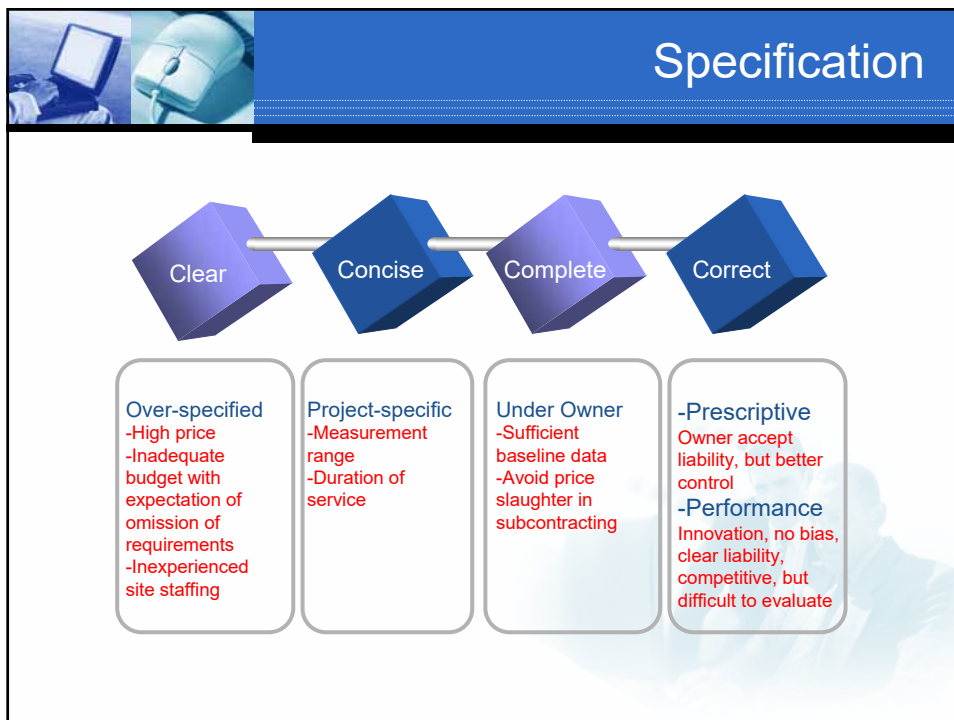 Specification
Clear
Concise
Complete
Correct
Over-specified
-High price
-Inadequate
budget with
expectation of
omission of
requirements
-Inexperienced
site staffing
Project-specific
-Measurement
range
-Duration of
service
Under Owner
-Sufficient
baseline data
-Avoid price
slaughter in
subcontracting
-Prescriptive
Owner accept
liability, but better
control
-Performance
Innovation, no bias,
clear liability,
competitive, but
difficult to evaluate